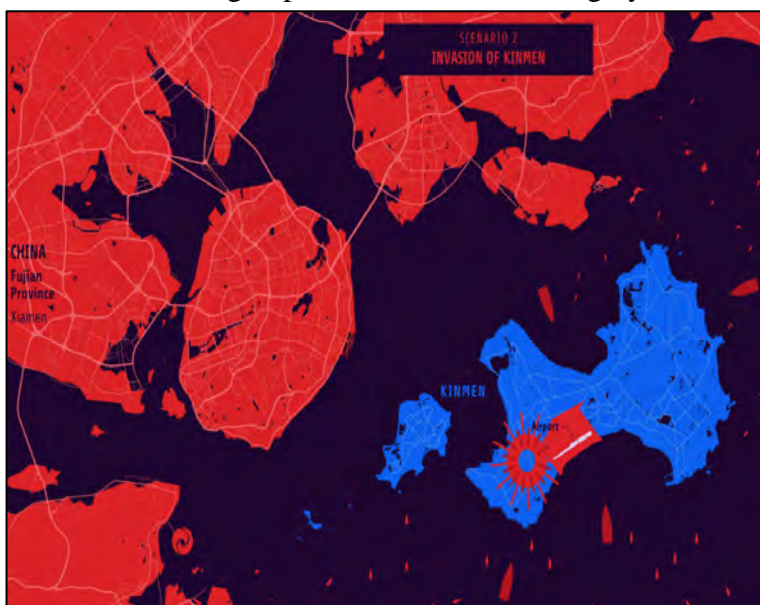 SCENARIO 2
INVASION OF KINMEN
CHINA
Fujian
Province
Xiamen
KINMEN
Airport